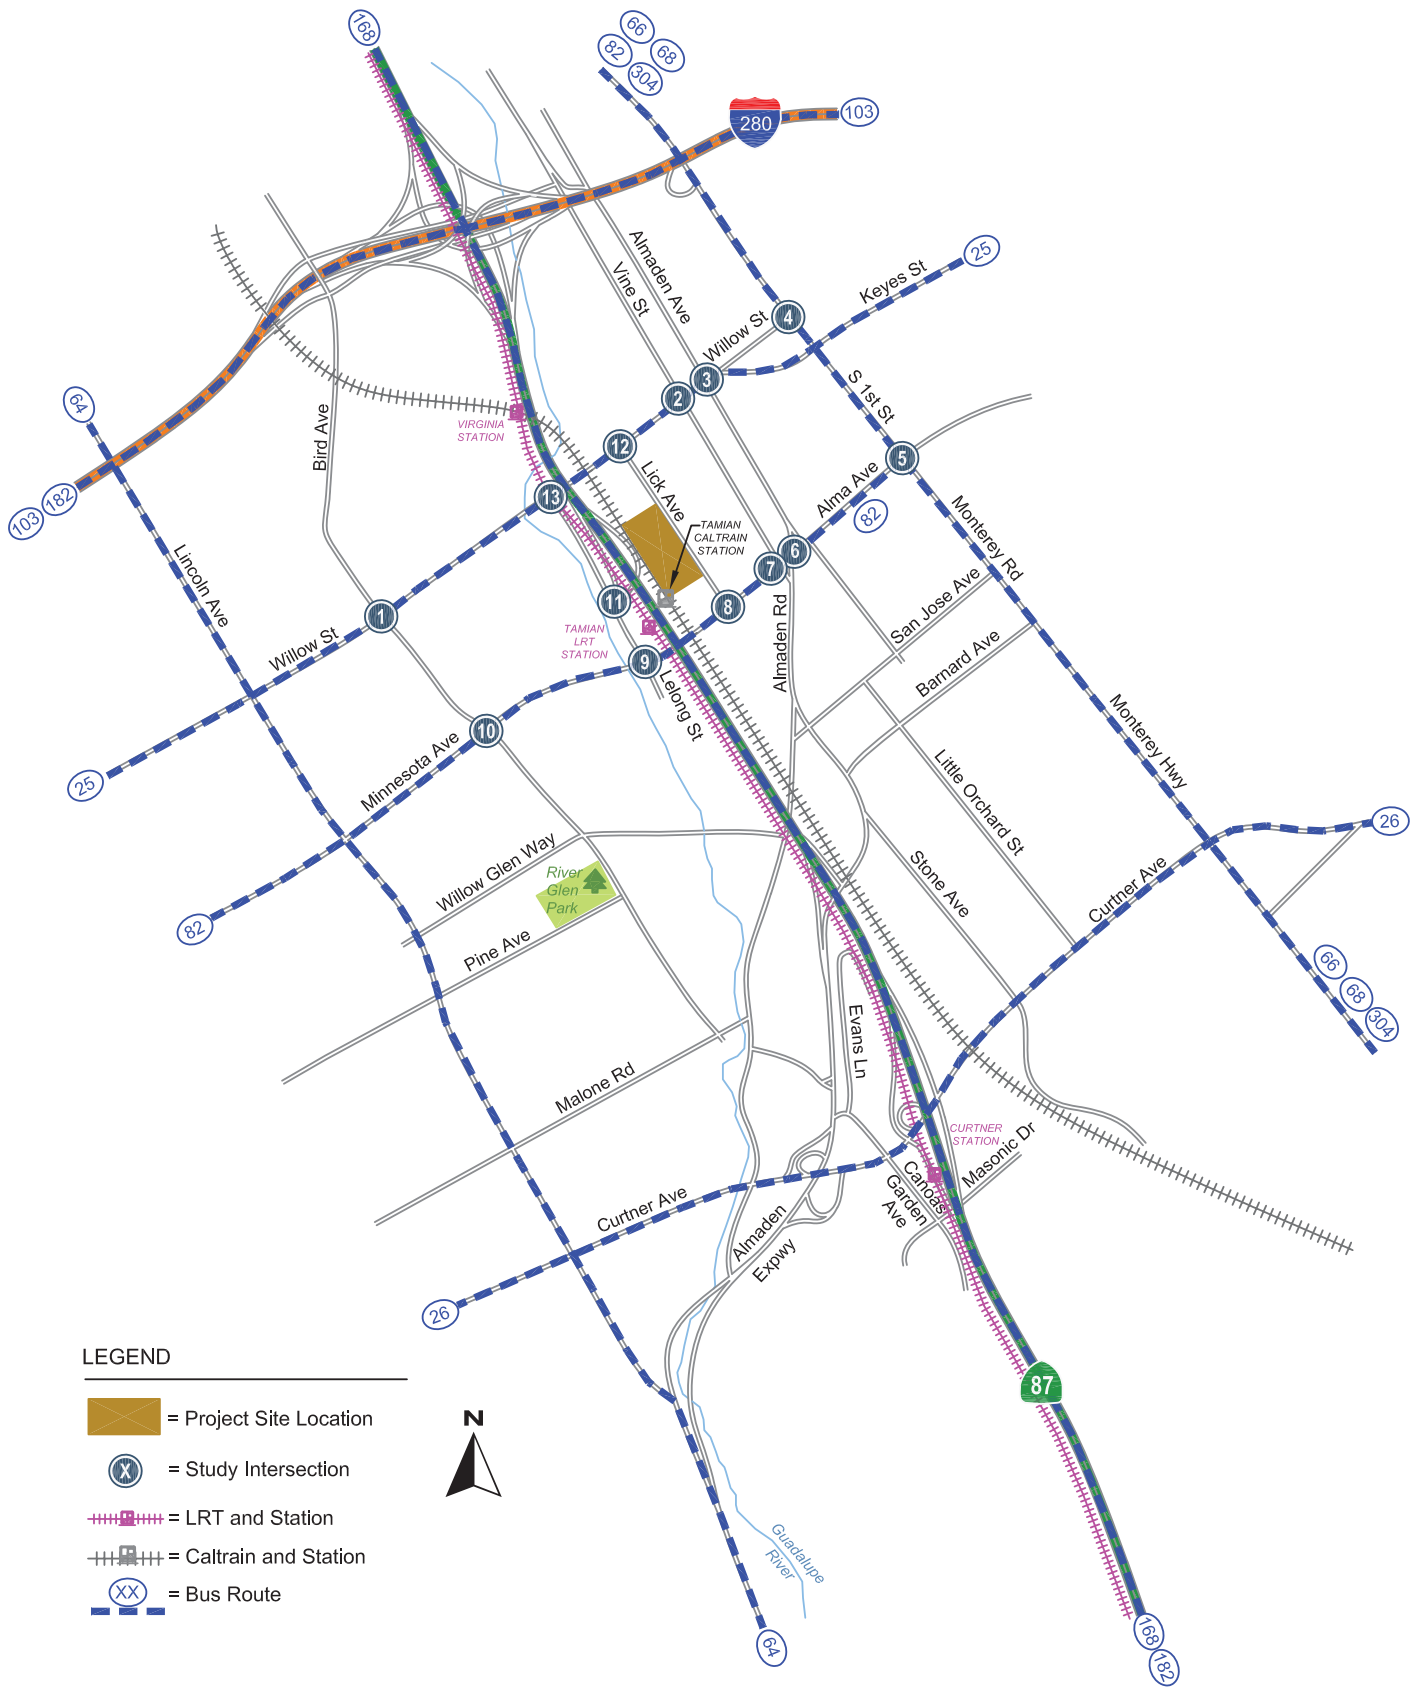 168
66
82
68
304
280
103
25
Keyes St
Almaden Ave
Vine St
Willow St
4
3
2
S 1st St
64
VIRGINIA
STATION
Bird Ave
12
5
Lick Ave
Alma Ave
82
13
103
182
TAMIAN
CALTRAIN
STATION
Monterey Rd
6
7
Lincoln Ave
1
11
8
San Jose Ave
Willow St
TAMIAN
LRT
STATION
9
Almaden Rd
Barnard Ave
Lelong St
10
25
Minnesota Ave
Monterey Hwy
Little Orchard St
26
Willow Glen Way
River
Glen
Park
Stone Ave
Curtner Ave
82
Pine Ave
66
68
304
Evans Ln
Malone Rd
CURTNER
STATION
Masonic Dr
Canoas
Garden
Ave
Curtner Ave
Almaden
Expwy
26
87
LEGEND
= Project Site Location
N
X
= Study Intersection
= LRT and Station
= Caltrain and Station
XX
= Bus Route
Guadalupe
River
64
168
182